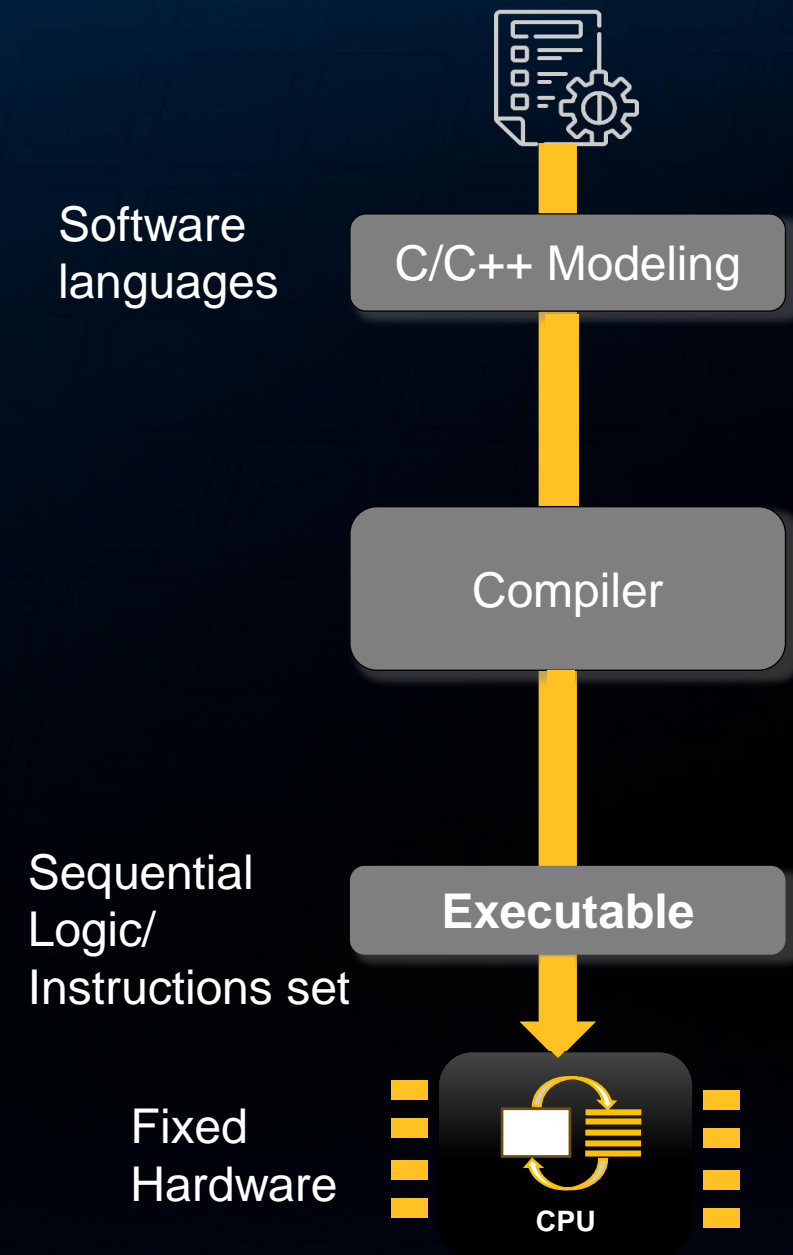 Software
languages
C/C++ Modeling
Compiler
Sequential
Logic/
Instructions set
Executable
Fixed
Hardware
CPU